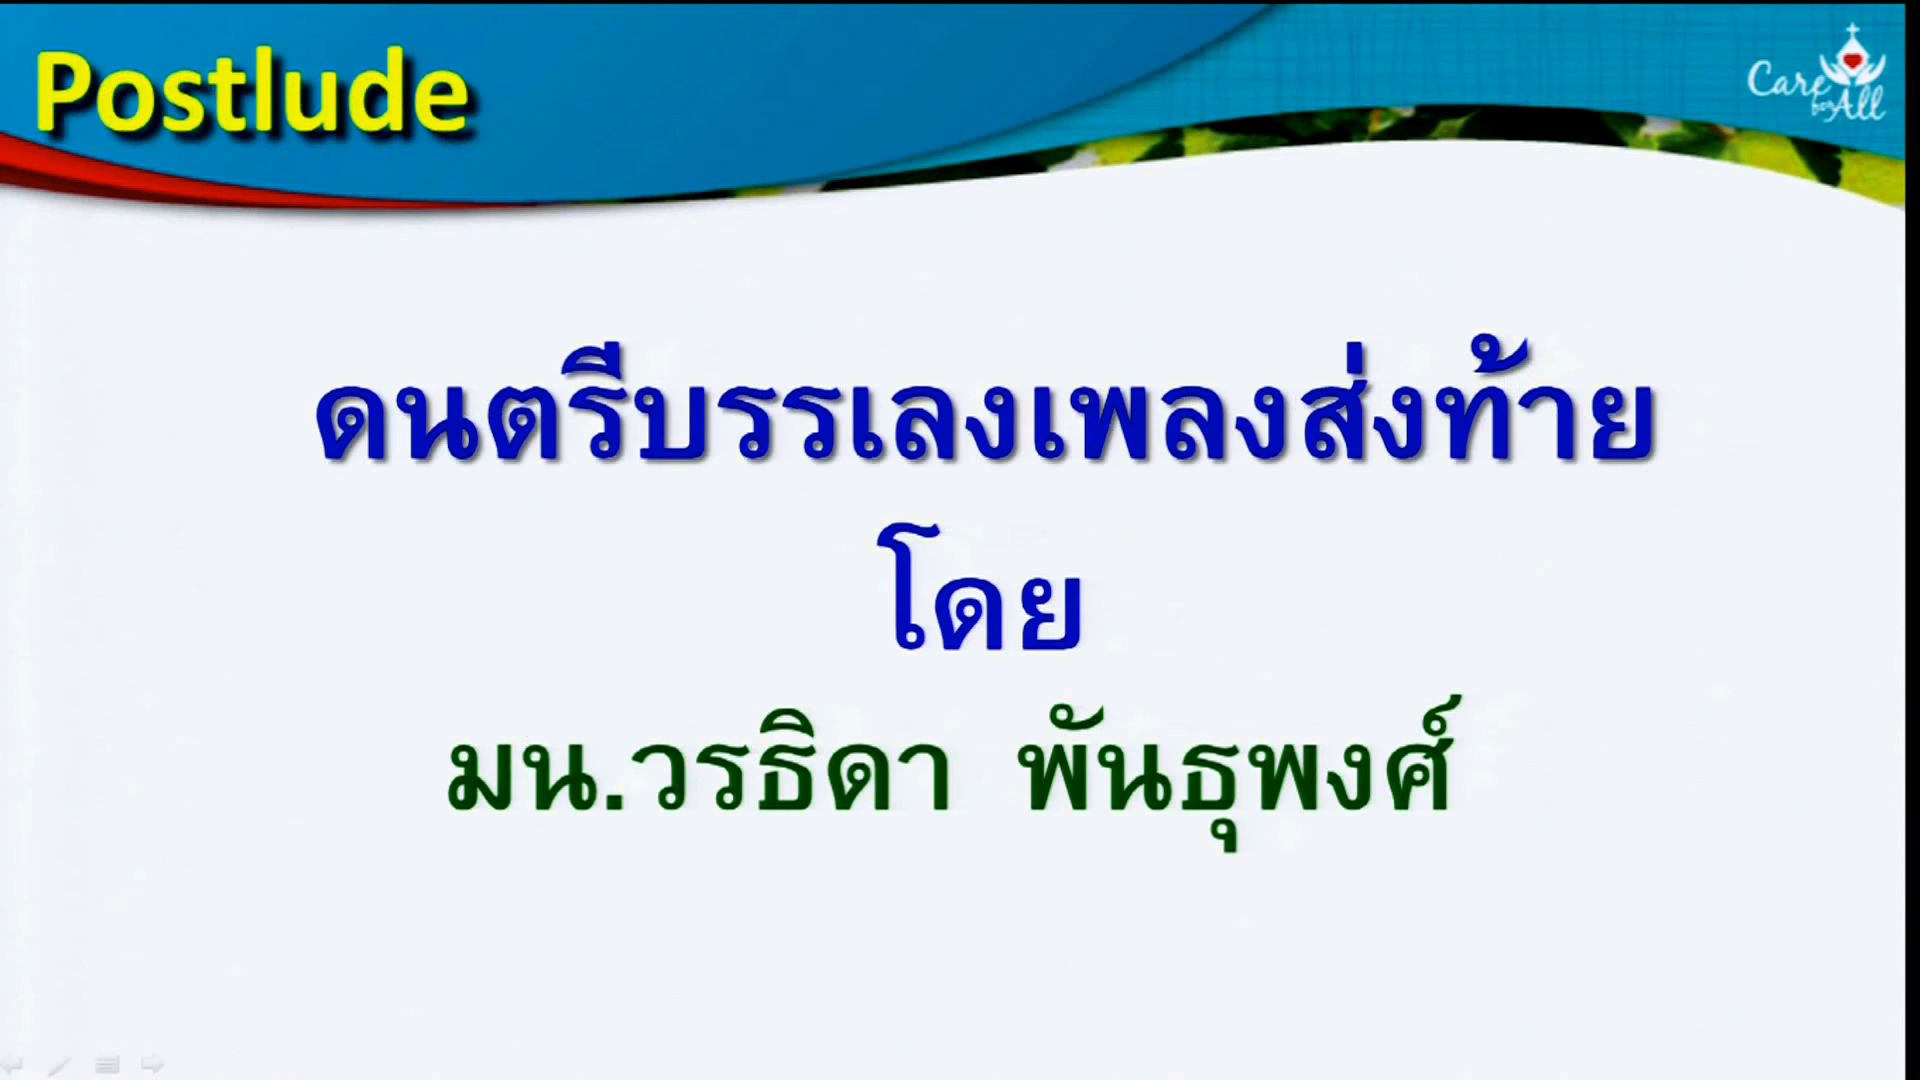 Postlude
Care
for All
ดนตรีบรรเลงเพลงส่งท้าย
โดย
มน.วรธิดา พันธุพงศ์